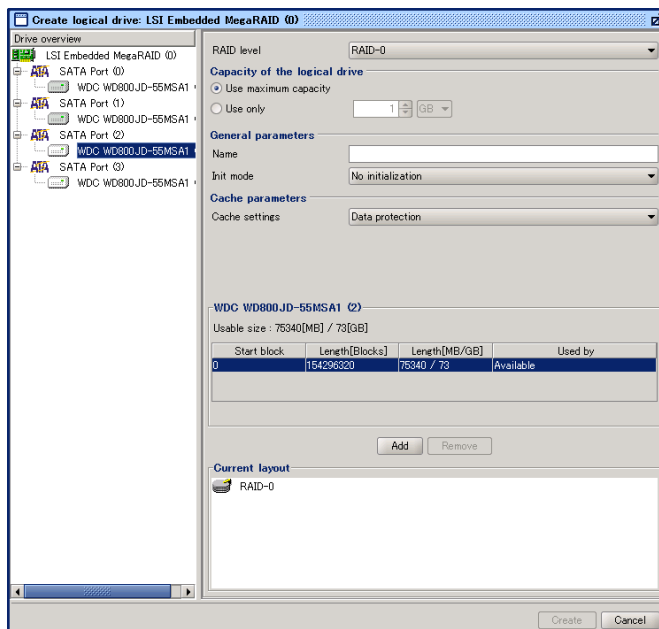 Create logical drive: LSI Embedded MegaRAID (0)
Drive overview
LSI Embedded MegaRAID (0)
SATA Port (0)
WDC WD800JD-55MSA1
SATA Port (1)
WDC WD800JD-55MSA1
SATA Port (2)
WDC WD800JD-55MSA1
SATA Port (3)
WDC WD800JD-55MSA1
RAID level RAID-0
Capacity of the logical drive
Use maximum capacity
Use only 1 GB
General parameters
Name
Init mode No initialization
Cache parameters
Cache settings Data protection
WDC WD800JD-55MSA1 (2)
Usable size : 75340[MB] / 73[GB]
Start block Length[Blocks] Length[MB/GB] Used by
0 154296320 75340 / 73 Available
Add Remove
Current layout
RAID-0
Create Cancel